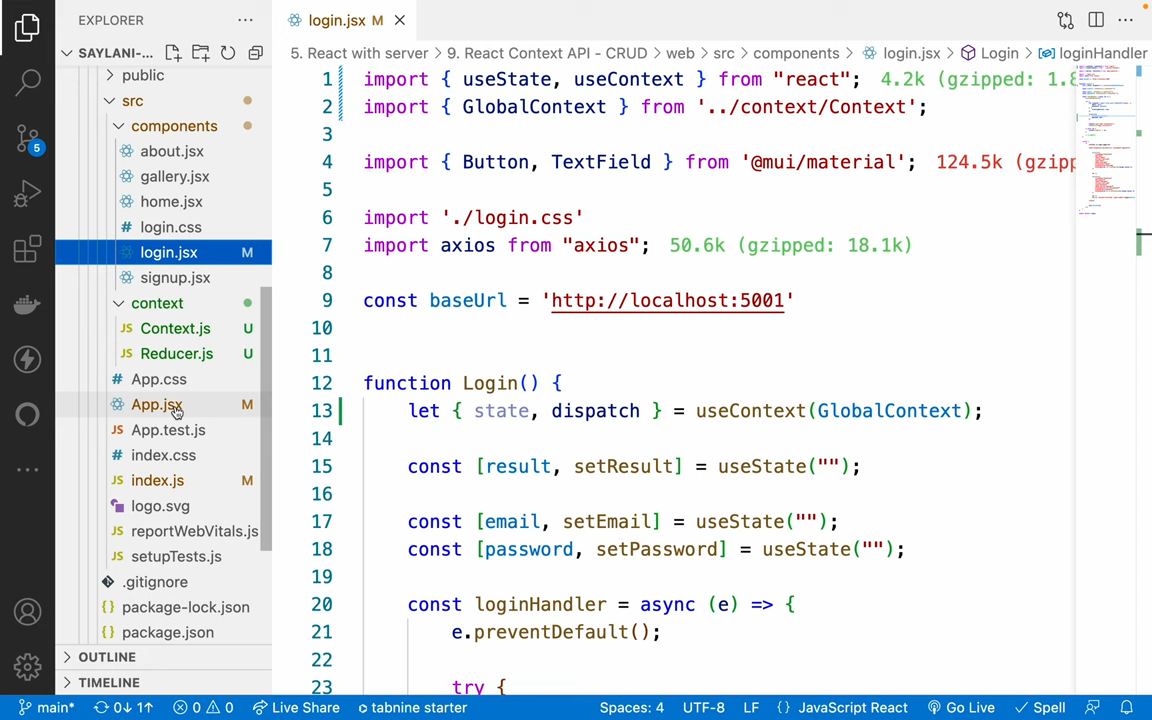 EXPLORER
SAYLANI-...
public
src
components
about.jsx
gallery.jsx
home.jsx
# login.css
login.jsx M
signup.jsx
context
JS Context.js U
JS Reducer.js U
# App.css
App.jsx M
JS App.test.js
# index.css
JS index.js M
logo.svg
JS reportWebVitals.js
JS setupTests.js
.gitignore
{} package-lock.json
{} package.json
OUTLINE
TIMELINE
5
login.jsx M
5. React with server > 9. React Context API - CRUD > web > src > components > login.jsx > Login > loginHandler
1 import { useState, useContext } from "react"; 4.2k (gzipped: 1.8
2 import { GlobalContext } from '../context/Context';
3
4 import { Button, TextField } from '@mui/material'; 124.5k (gzipp
5
6 import './login.css'
7 import axios from "axios"; 50.6k (gzipped: 18.1k)
8
9 const baseUrl = 'http://localhost:5001'
10
11
12 function Login() {
13 let { state, dispatch } = useContext(GlobalContext);
14
15 const [result, setResult] = useState("");
16
17 const [email, setEmail] = useState("");
18 const [password, setPassword] = useState("");
19
20 const loginHandler = async (e) => {
21 e.preventDefault();
22
23 try {
main* 0↓ 1↑ 0 0 Live Share tabnine starter Spaces: 4 UTF-8 LF {} JavaScript React Go Live Spell